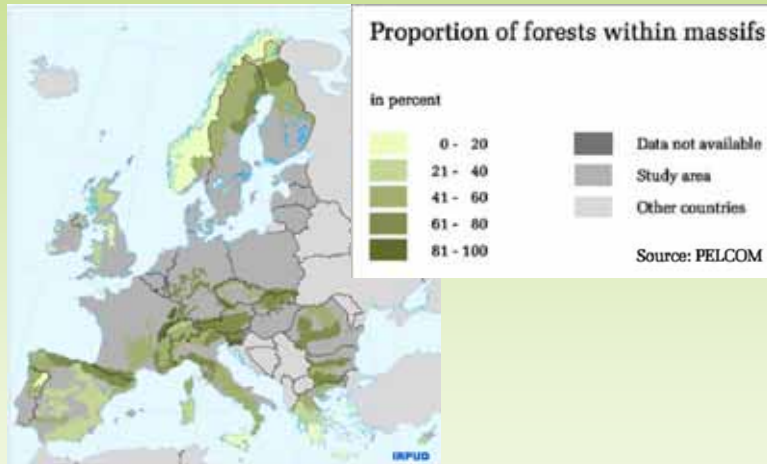 Proportion of forests within massifs
in percent
0 - 20
21 - 40
41 - 60
61 - 80
81 - 100
Data not available
Study area
Other countries
Source: PELCOM
IRPUD